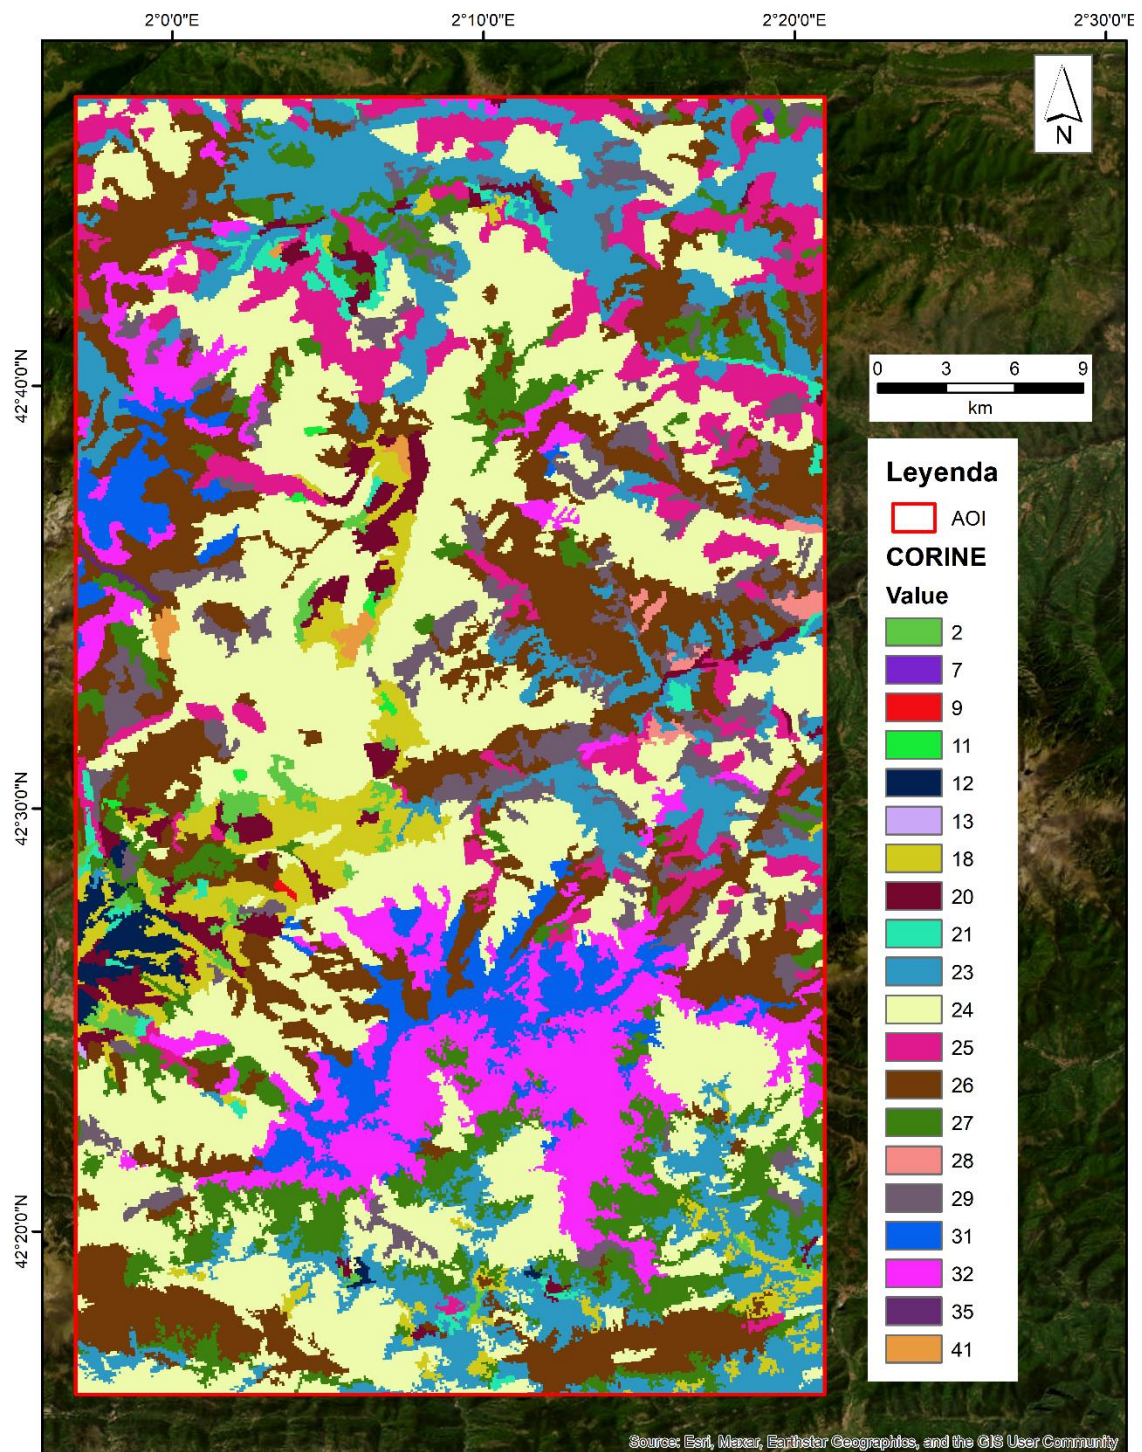 2°0'0"E 2°10'0"E 2°20'0"E 2°30'0"E
N
42°40'0"N
0 3 6 9
km
Leyenda
AOI
CORINE
Value
2
7
9
11
12
13
18
20
21
23
24
25
26
27
28
29
31
32
35
41
42°30'0"N
42°20'0"N
Source: Esri, Maxar, Earthstar Geographics, and the GIS User Community